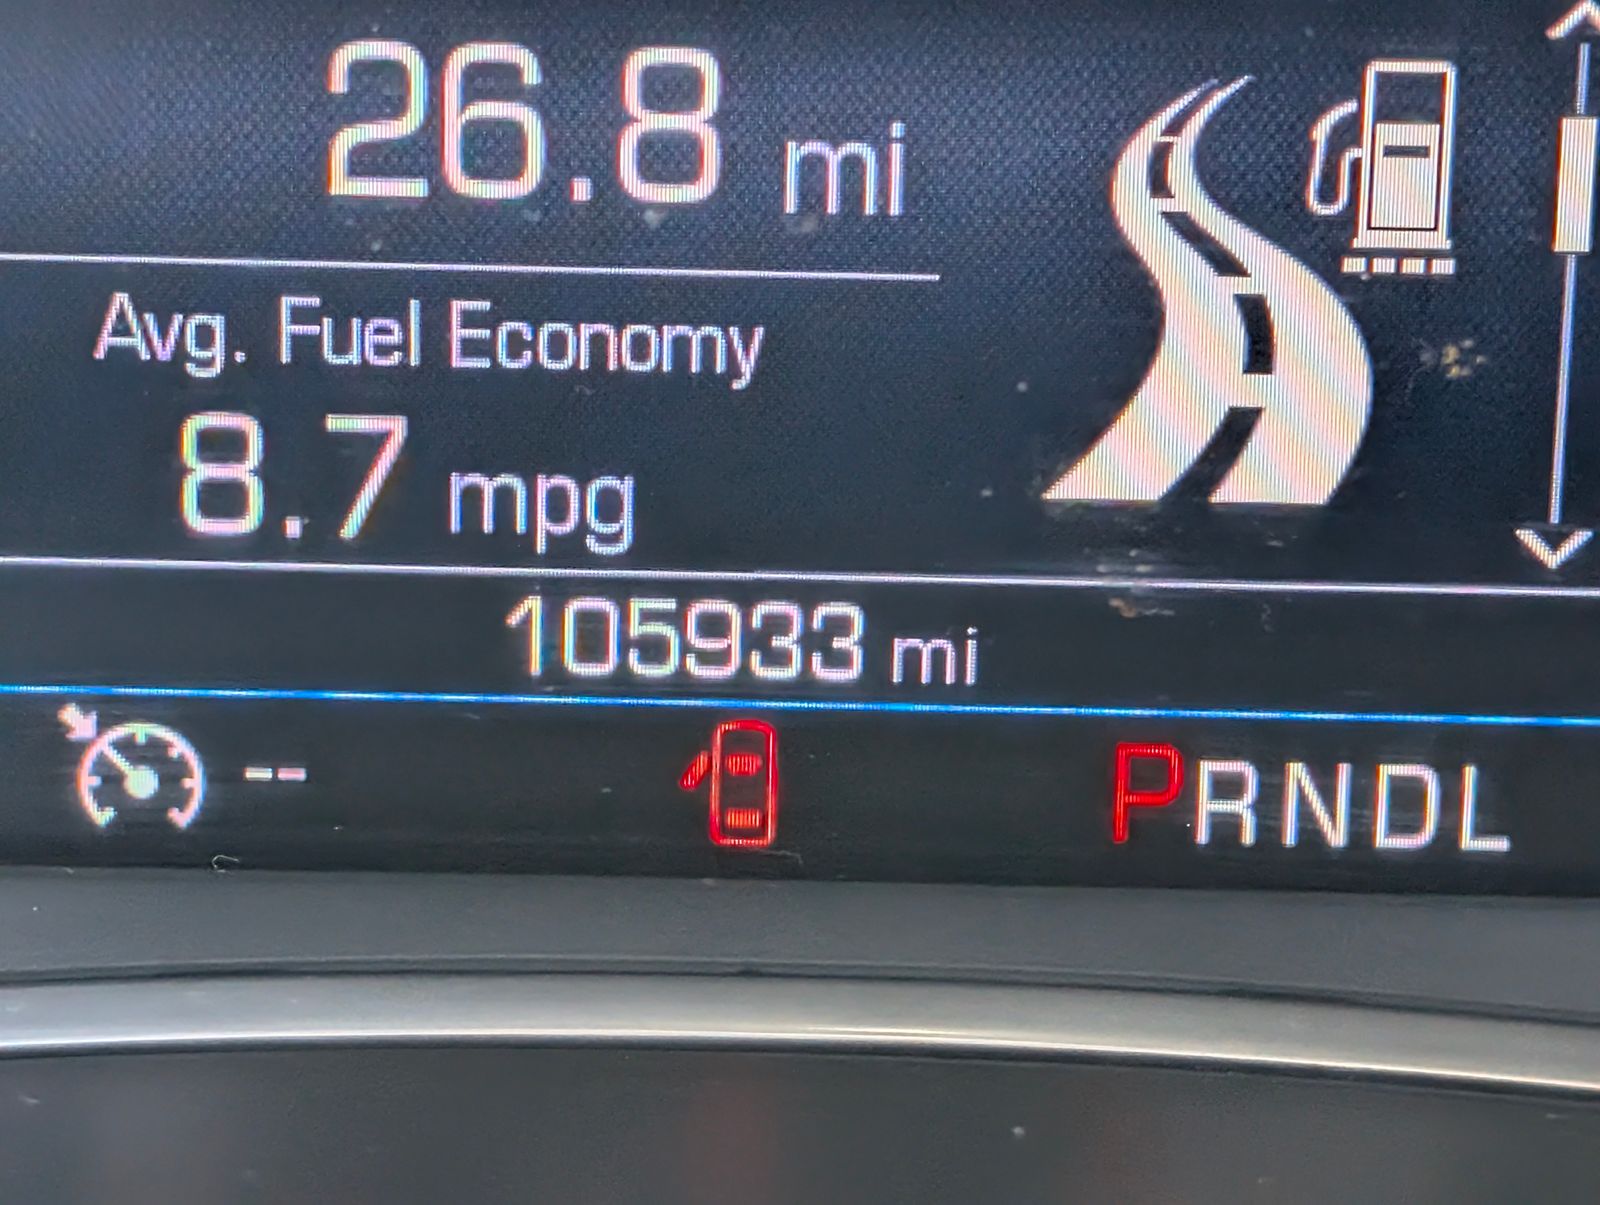 26.8 mi
Avg. Fuel Economy
8.7 mpg
105933 mi
-- PRNDL